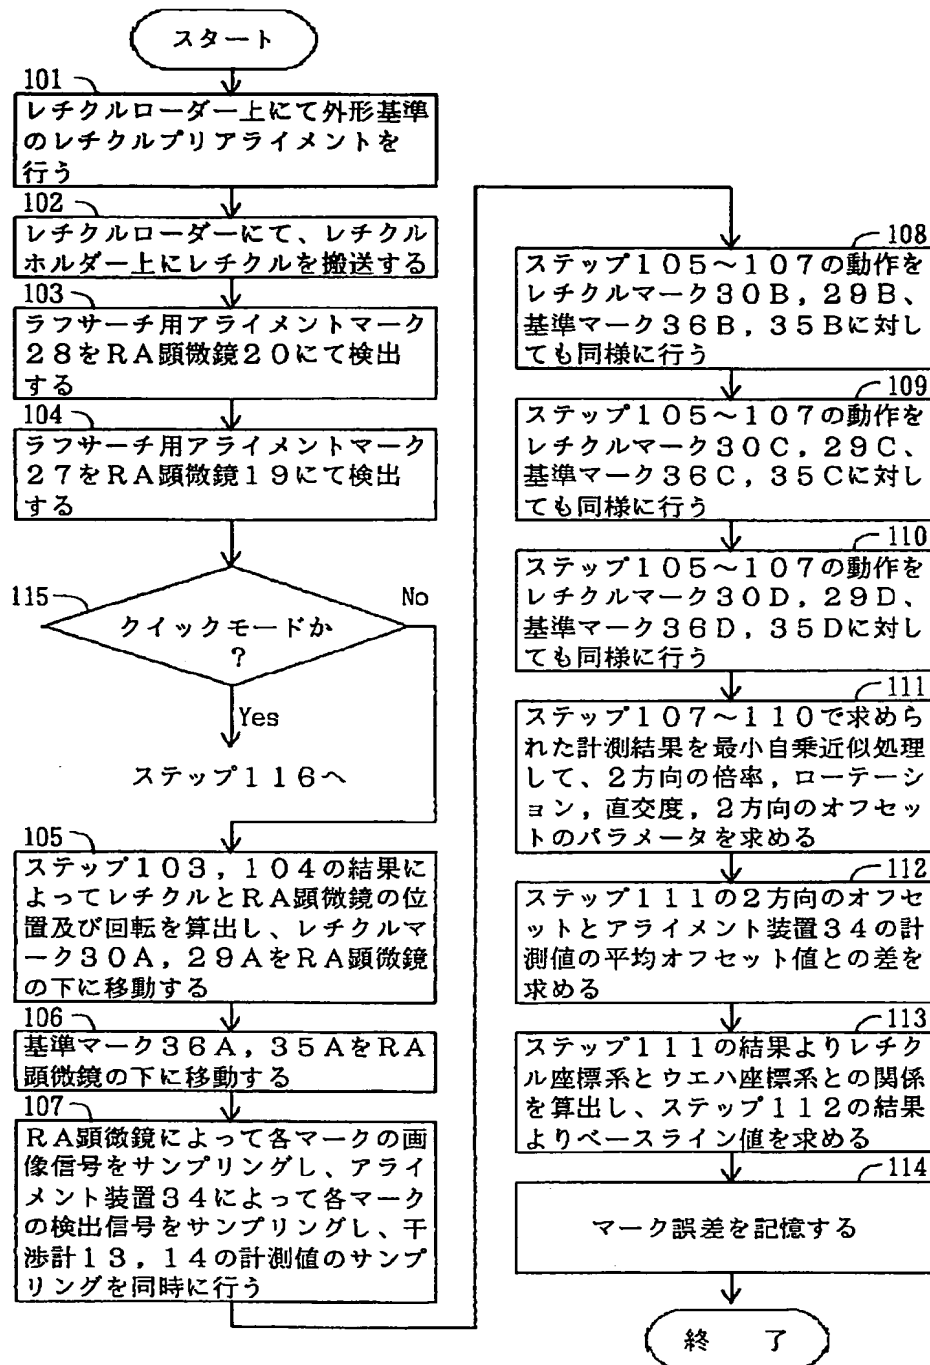 スタート
101
レチクルローダー上にて外形基準
のレチクルプリアライメントを
行う
102
レチクルローダーにて、レチクル
ホルダー上にレチクルを搬送する
103
ラフサーチ用アライメントマーク
28をRA顕微鏡20にて検出
する
104
ラフサーチ用アライメントマーク
27をRA顕微鏡19にて検出
する
115
クイックモードか
?
No
Yes
ステップ116へ
105
ステップ103,104の結果に
よってレチクルとRA顕微鏡の位
置及び回転を算出し、レチクルマ
ーク30A,29AをRA顕微鏡
の下に移動する
106
基準マーク36A,35AをRA
顕微鏡の下に移動する
107
RA顕微鏡によって各マークの画
像信号をサンプリングし、アライ
メント装置34によって各マーク
の検出信号をサンプリングし、干
渉計13,14の計測値のサンプ
リングを同時に行う
108
ステップ105~107の動作を
レチクルマーク30B,29B、
基準マーク36B,35Bに対し
ても同様に行う
109
ステップ105~107の動作を
レチクルマーク30C,29C、
基準マーク36C,35Cに対し
ても同様に行う
110
ステップ105~107の動作を
レチクルマーク30D,29D、
基準マーク36D,35Dに対し
ても同様に行う
111
ステップ107~110で求めら
れた計測結果を最小自乗近似処理
して、2方向の倍率,ローテーシ
ョン,直交度,2方向のオフセッ
トのパラメータを求める
112
ステップ111の2方向のオフセ
ットとアライメント装置34の計
測値の平均オフセット値との差を
求める
113
ステップ111の結果よりレチク
ル座標系とウエハ座標系との関係
を算出し、ステップ112の結果
よりベースライン値を求める
114
マーク誤差を記憶する
終 了